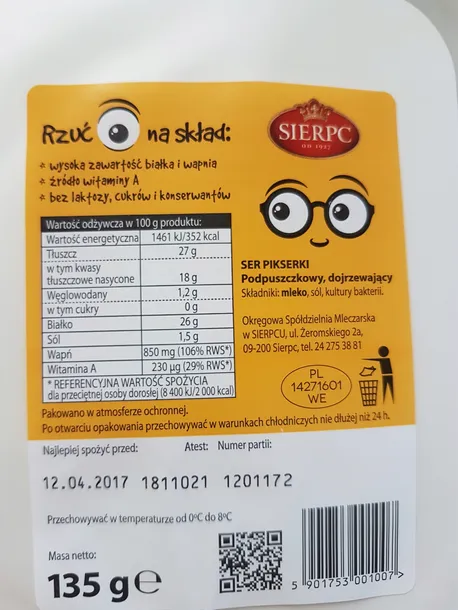 Rzuć na skład:
* wysoka zawartość białka i wapnia
* źródło witaminy A
* bez laktozy, cukrów i konserwantów
SIERPC
OD 1927
Wartość odżywcza w 100 g produktu:
Wartość energetyczna 1461 kJ/352 kcal
Tłuszcz 27 g
w tym kwasy
tłuszczowe nasycone 18 g
Węglowodany 1,2 g
w tym cukry 0 g
Białko 26 g
Sól 1,5 g
Wapń 850 mg (106% RWS*)
Witamina A 230 µg (29% RWS*)
* REFERENCYJNA WARTOŚĆ SPOŻYCIA
dla przeciętnej osoby dorosłej (8 400 kJ/2 000 kcal)
SER PIKSERKI
Podpuszczkowy, dojrzewający
Składniki: mleko, sól, kultury bakterii.
Okręgowa Spółdzielnia Mleczarska
w SIERPCU, ul. Żeromskiego 2a,
09-200 Sierpc, tel. 24 275 38 81
PL
14271601
WE
Pakowano w atmosferze ochronnej.
Po otwarciu opakowania przechowywać w warunkach chłodniczych nie dłużej niż 24 h.
Najlepiej spożyć przed: Atest: Numer partii:
12.04.2017 1811021 1201172
Przechowywać w temperaturze od 0°C do 8°C
Masa netto:
135 g e
5 901753 001007 >